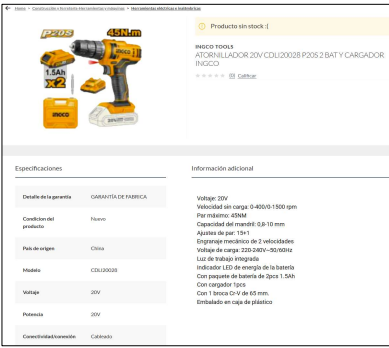 Home > Construcción y ferretería Herramientas y máquinas > Herramientas eléctricas e inalámbricas
Producto sin stock :(
P20S
45N.m
1.5Ah
X2
INGCO
INGCO TOOLS
ATORNILLADOR 20V CDLI20028 P20S 2 BAT Y CARGADOR
INGCO
(0) Calificar
Especificaciones
Detalle de la garantía GARANTÍA DE FABRICA
Condicion del producto Nuevo
País de origen China
Modelo CDLI20028
Voltaje 20V
Potencia 20V
Conectividad/conexión Cableado
Información adicional
Voltaje: 20V
Velocidad sin carga: 0-400/0-1500 rpm
Par máximo: 45NM
Capacidad del mandril: 0,8-10 mm
Ajustes de par: 15+1
Engranaje mecánico de 2 velocidades
Voltaje de carga: 220-240V~50/60Hz
Luz de trabajo integrada
Indicador LED de energía de la batería
Con paquete de batería de 2pcs 1.5Ah
Con cargador 1pcs
Con 1 broca Cr-V de 65 mm.
Embalado en caja de plástico